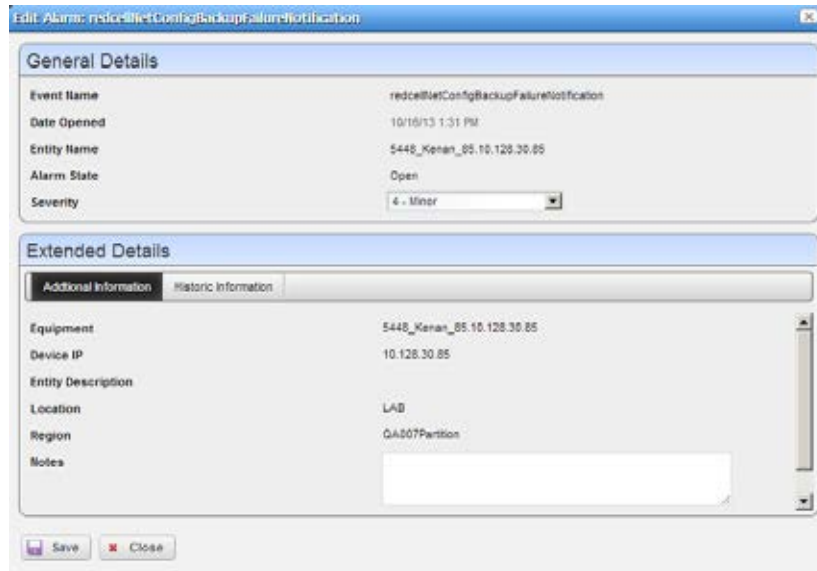 Edit Alarm: redcellNetConfigBackupFailureNotification
General Details
Event Name redcellNetConfigBackupFailureNotification
Date Opened 10/16/13 1:31 PM
Entity Name 5448_Kenan_85.10.128.30.85
Alarm State Open
Severity 4 - Minor
Extended Details
Addtional Information Historic Information
Equipment 5448_Kenan_85.10.128.30.85
Device IP 10.128.30.85
Entity Description
Location LAB
Region QA007Partition
Notes
Save Close